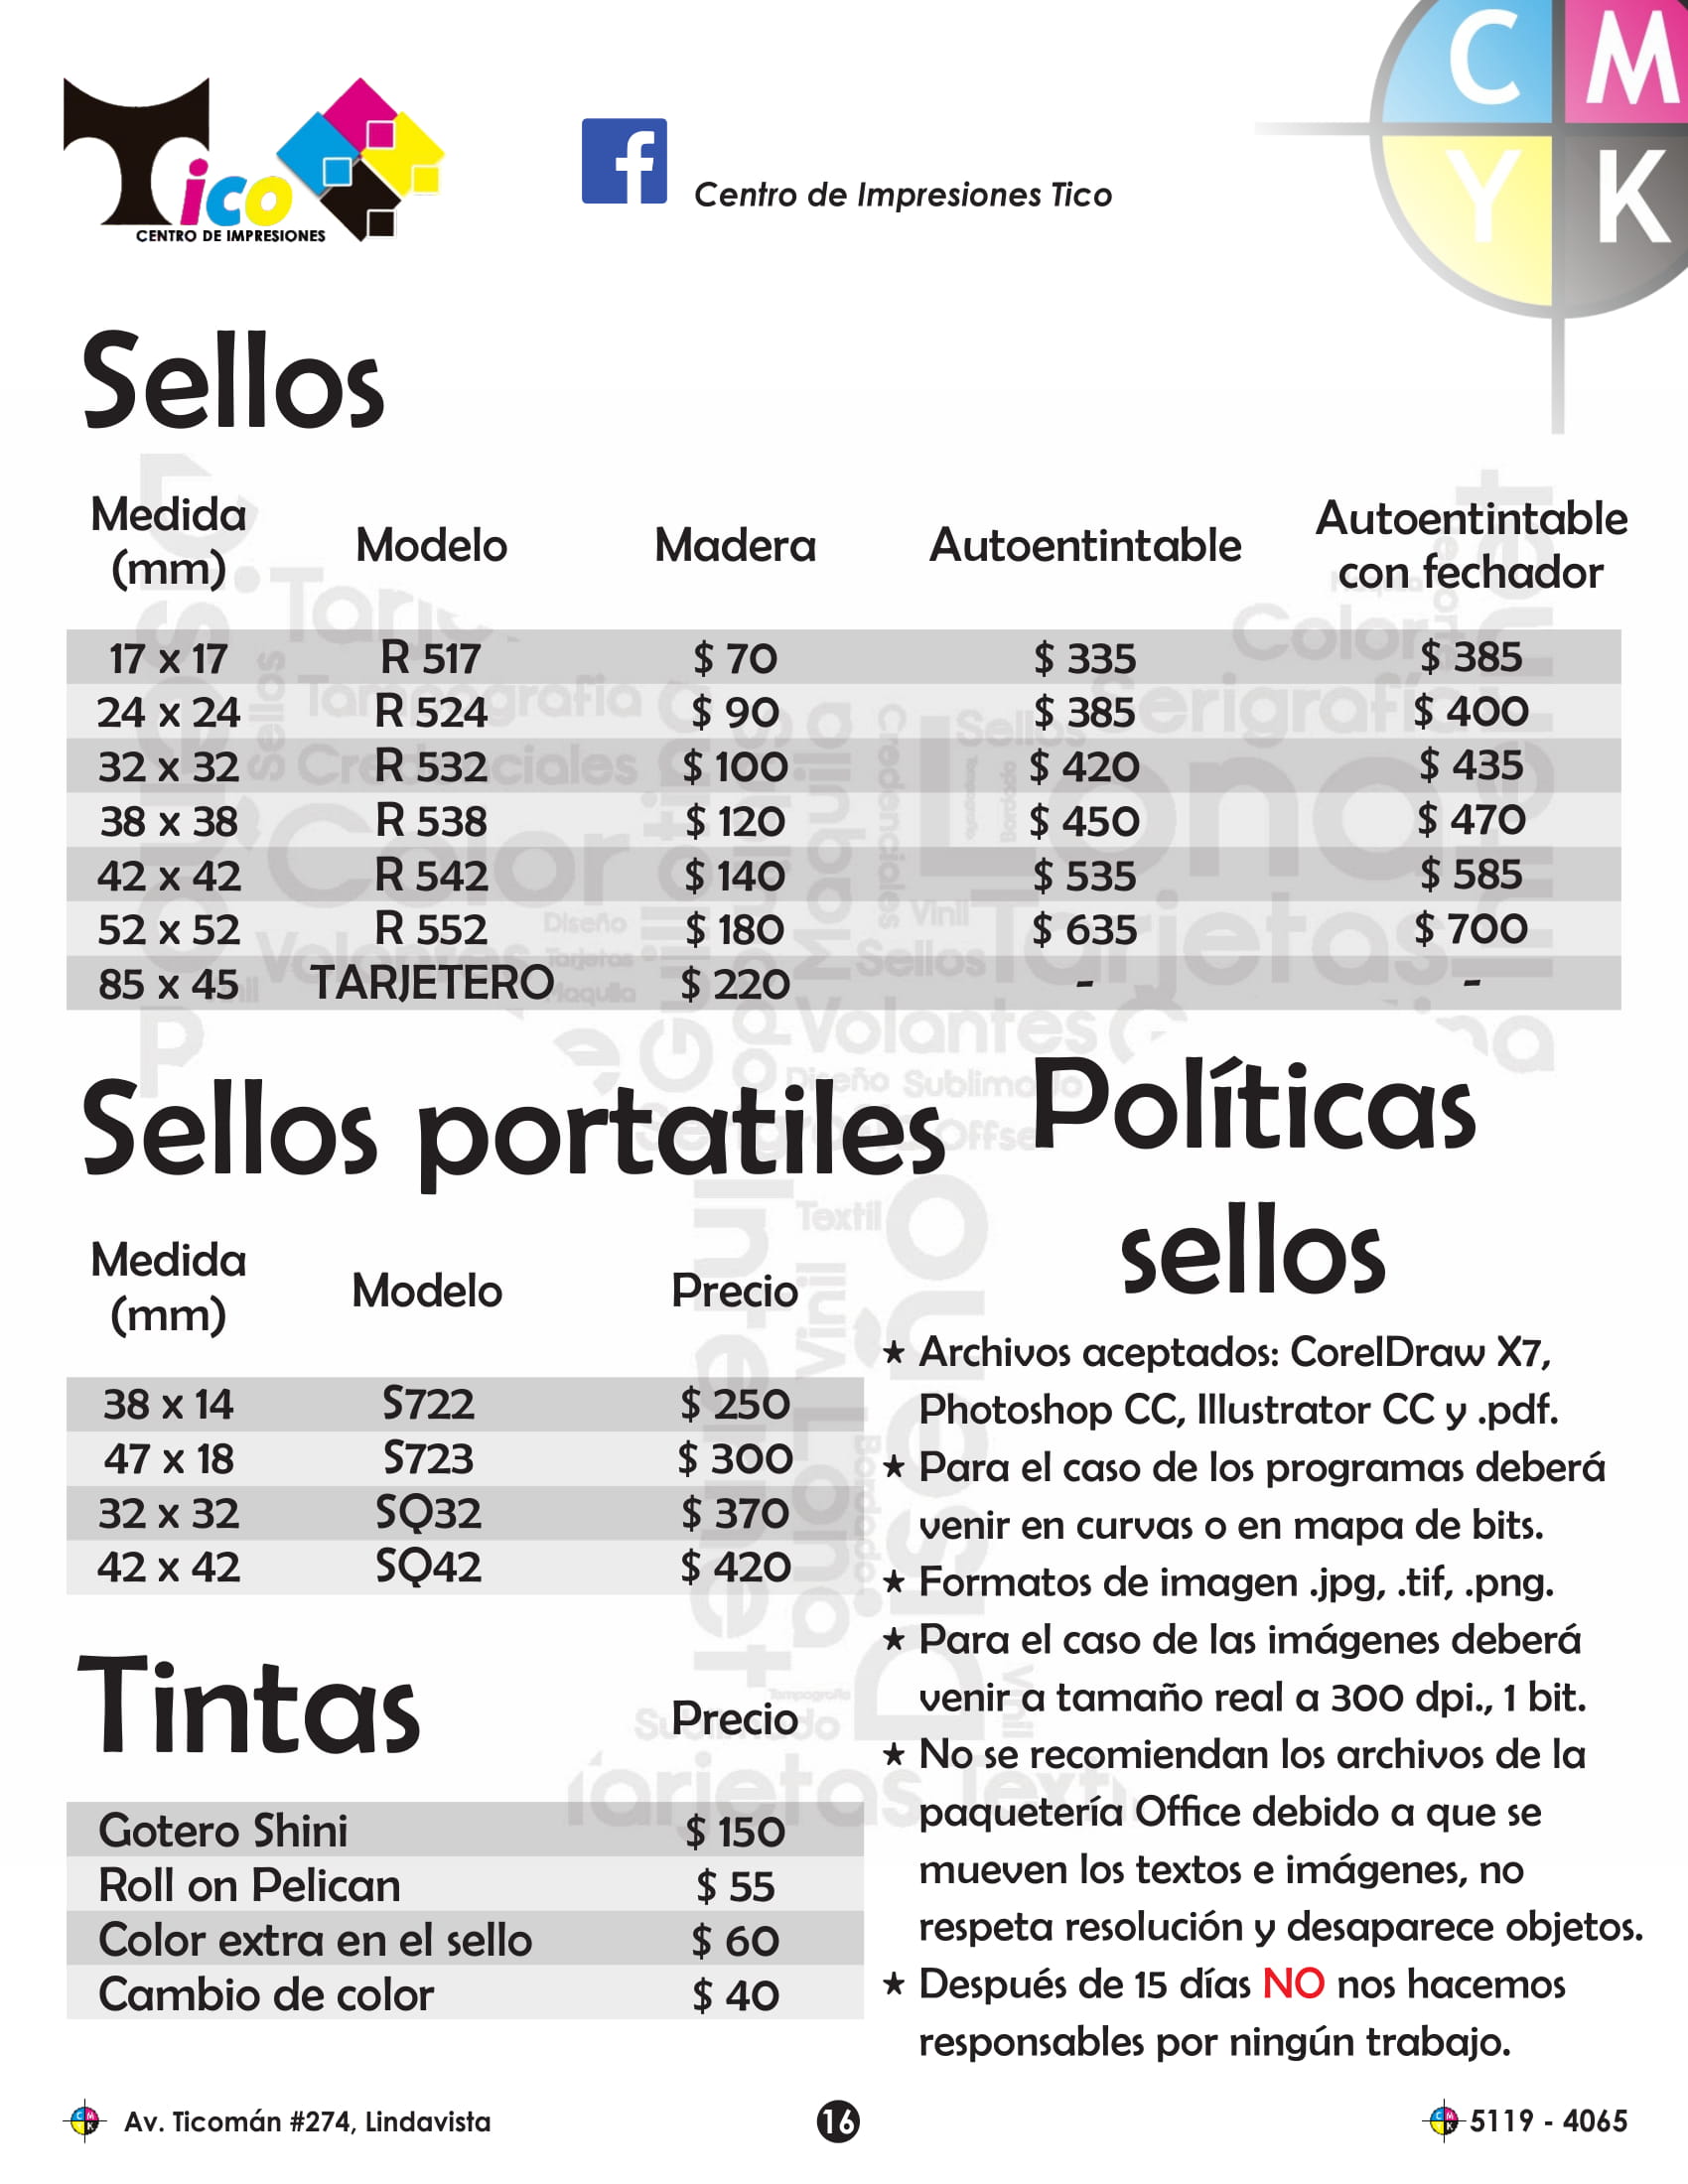 Tico
CENTRO DE IMPRESIONES
Centro de Impresiones Tico
C M
Y K
Sellos
Medida (mm) Modelo Madera Autoentintable Autoentintable con fechador
17 x 17 R 517 $ 70 $ 335 $ 385
24 x 24 R 524 $ 90 $ 385 $ 400
32 x 32 R 532 $ 100 $ 420 $ 435
38 x 38 R 538 $ 120 $ 450 $ 470
42 x 42 R 542 $ 140 $ 535 $ 585
52 x 52 R 552 $ 180 $ 635 $ 700
85 x 45 TARJETERO $ 220 - -
Sellos portatiles
Medida (mm) Modelo Precio
38 x 14 S722 $ 250
47 x 18 S723 $ 300
32 x 32 SQ32 $ 370
42 x 42 SQ42 $ 420
Tintas Precio
Gotero Shini $ 150
Roll on Pelican $ 55
Color extra en el sello $ 60
Cambio de color $ 40
Políticas
sellos
★ Archivos aceptados: CorelDraw X7,
Photoshop CC, Illustrator CC y .pdf.
★ Para el caso de los programas deberá
venir en curvas o en mapa de bits.
★ Formatos de imagen .jpg, .tif, .png.
★ Para el caso de las imágenes deberá
venir a tamaño real a 300 dpi., 1 bit.
★ No se recomiendan los archivos de la
paquetería Office debido a que se
mueven los textos e imágenes, no
respeta resolución y desaparece objetos.
★ Después de 15 días NO nos hacemos
responsables por ningún trabajo.
Av. Ticomán #274, Lindavista
16
5119 - 4065